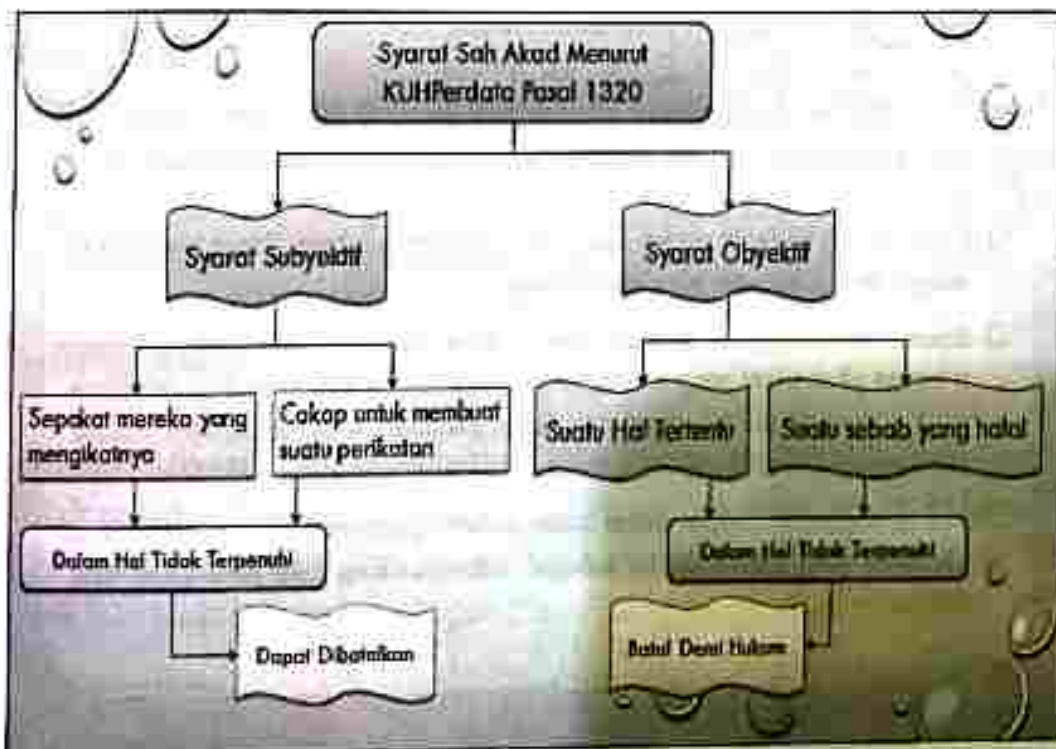 Syarat Sah Akad Menurut
KUHPerdata Pasal 1320
Syarat Subyektif
Syarat Obyektif
Sepakat mereka yang
mengikatnya
Cakap untuk membuat
suatu perikatan
Suatu Hal Tertentu
Suatu sebab yang halal
Dalam Hal Tidak Terpenuhi
Dalam Hal Tidak Terpenuhi
Dapat Dibatalkan
Batal Demi Hukum